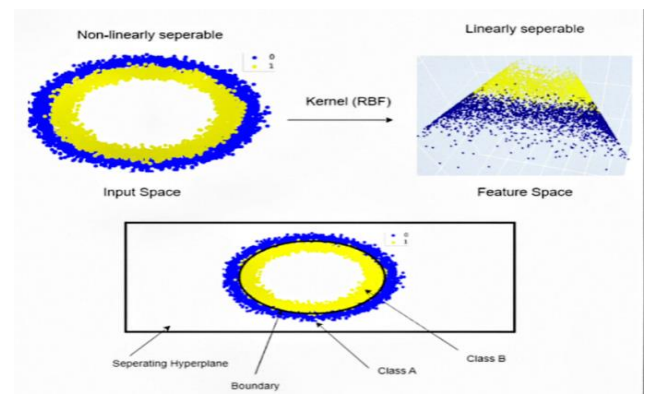 Non-linearly seperable
Linearly seperable
0
1
Kernel (RBF)
Input Space
Feature Space
0
1
Seperating Hyperplane
Class B
Class A
Boundary